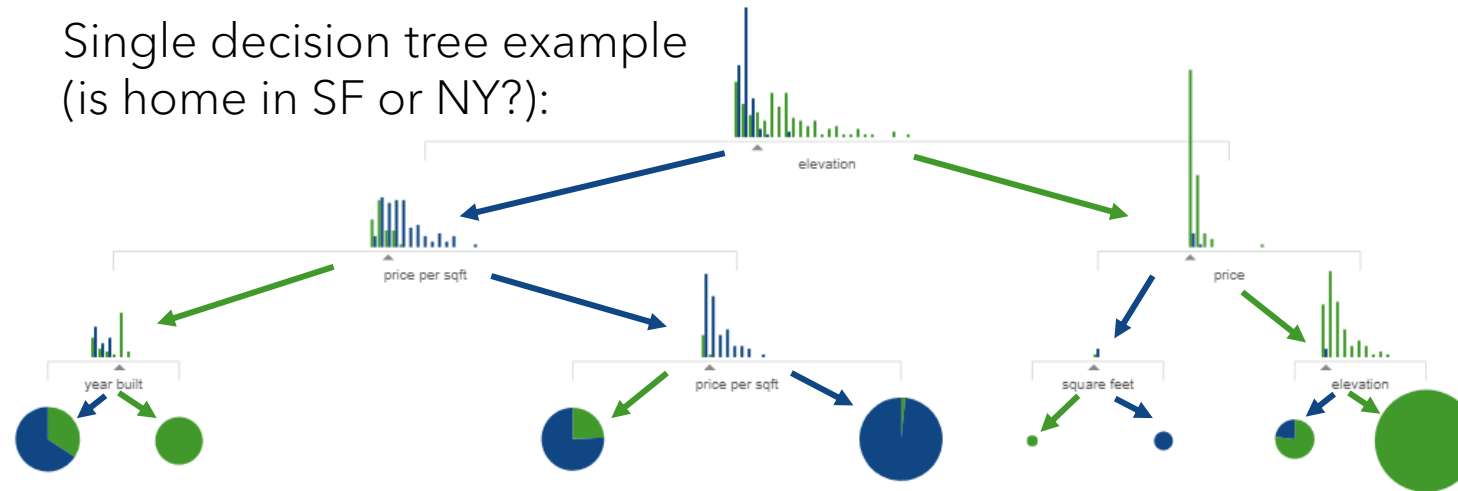 Single decision tree example
(is home in SF or NY?):
elevation
price per sqft
price
year built
price per sqft
square feet
elevation